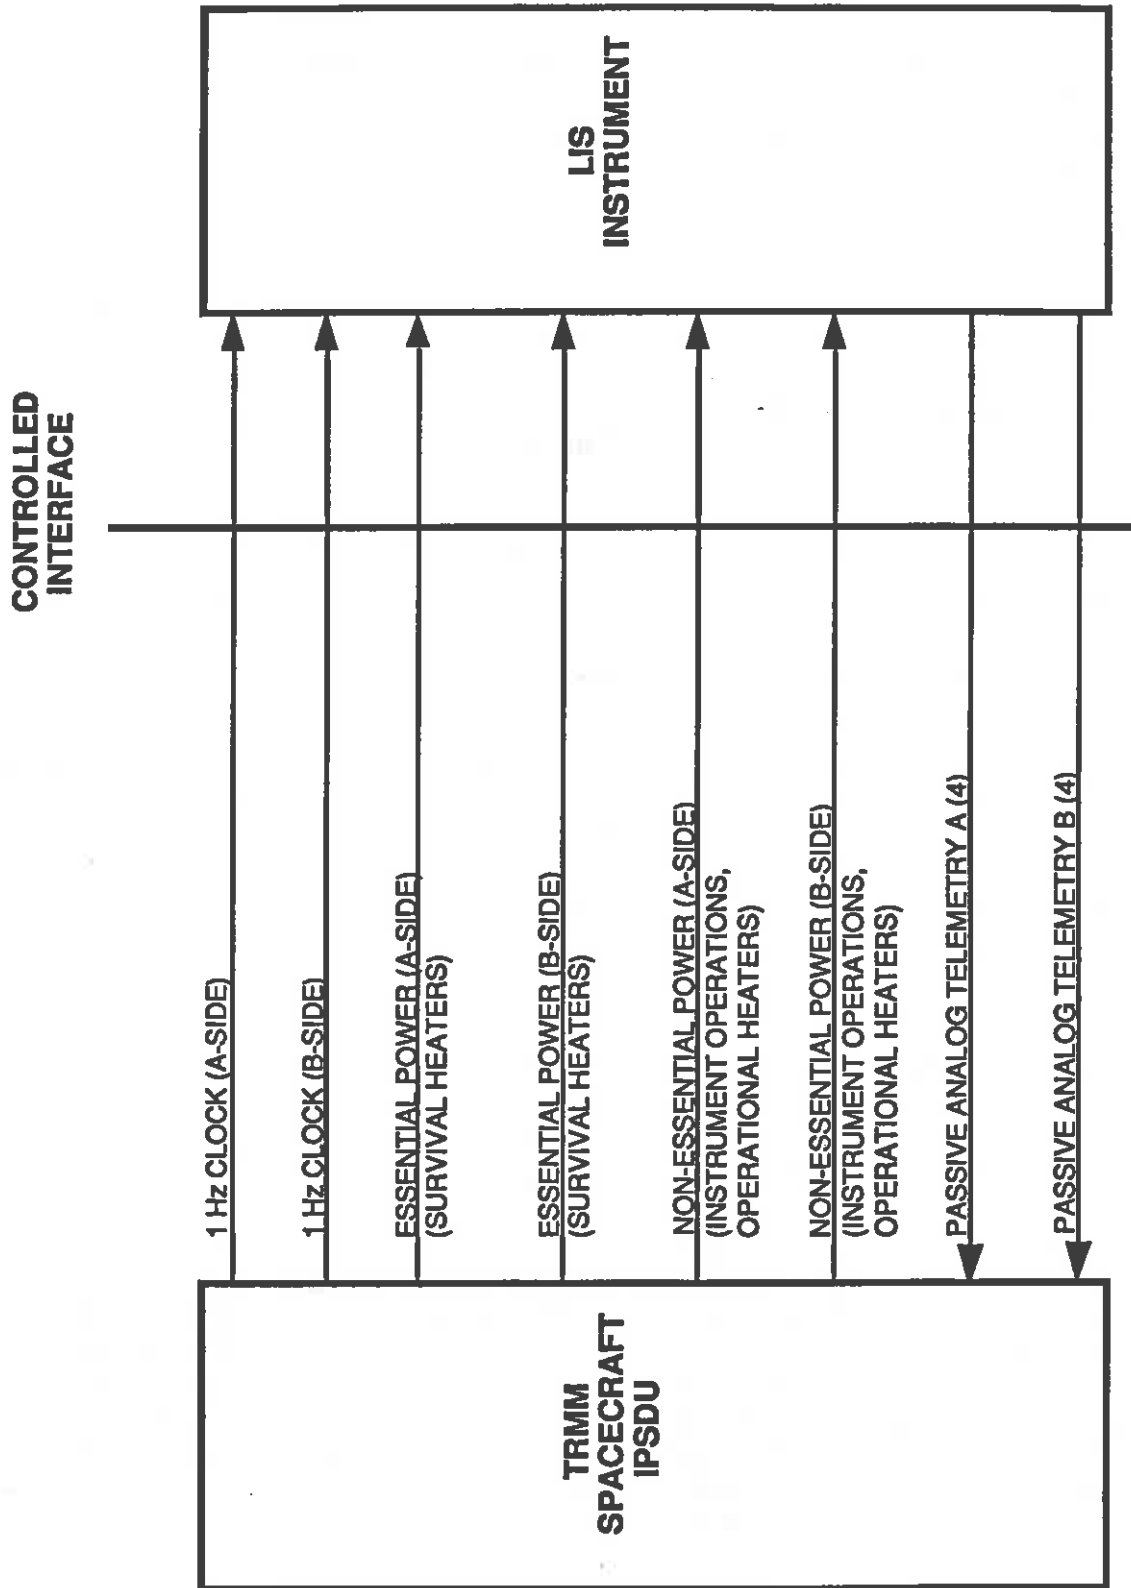 CONTROLLED
INTERFACE
TRMM
SPACECRAFT
IPSDU
1 Hz CLOCK (A-SIDE)
1 Hz CLOCK (B-SIDE)
ESSENTIAL POWER (A-SIDE)
(SURVIVAL HEATERS)
ESSENTIAL POWER (B-SIDE)
(SURVIVAL HEATERS)
NON-ESSENTIAL POWER (A-SIDE)
(INSTRUMENT OPERATIONS,
OPERATIONAL HEATERS)
NON-ESSENTIAL POWER (B-SIDE)
(INSTRUMENT OPERATIONS,
OPERATIONAL HEATERS)
PASSIVE ANALOG TELEMETRY A (4)
PASSIVE ANALOG TELEMETRY B (4)
LIS
INSTRUMENT